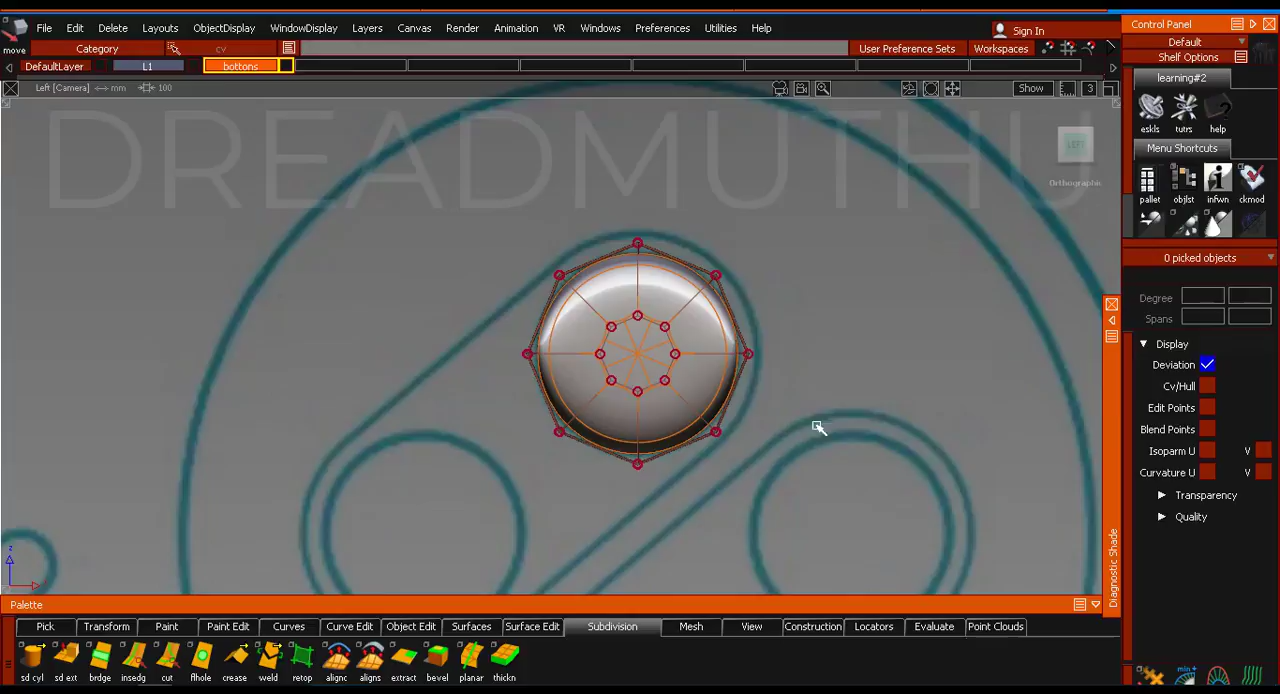 File Edit Delete Layouts ObjectDisplay WindowDisplay Layers Canvas Render Animation VR Windows Preferences Utilities Help
Sign In
Control Panel
Default
Shelf Options
move
Category
cv
User Preference Sets
Workspaces
DefaultLayer
L1
bottons
Left [Camera] mm 100
Show
3
DREADMUTHU
LEFT
Orthographic
learning#2
eskls tutrs help
Menu Shortcuts
pallet objlst infwn ckmod
0 picked objects
Degree
Spans
Display
Deviation
Cv/Hull
Edit Points
Blend Points
Isoparm U V
Curvature U V
Transparency
Quality
Diagnostic Shade
z
Palette
Pick Transform Paint Paint Edit Curves Curve Edit Object Edit Surfaces Surface Edit Subdivision Mesh View Construction Locators Evaluate Point Clouds
sd cyl sd ext brdge insedg cut flhole crease weld retop alignc aligns extract bevel planar thickn
min